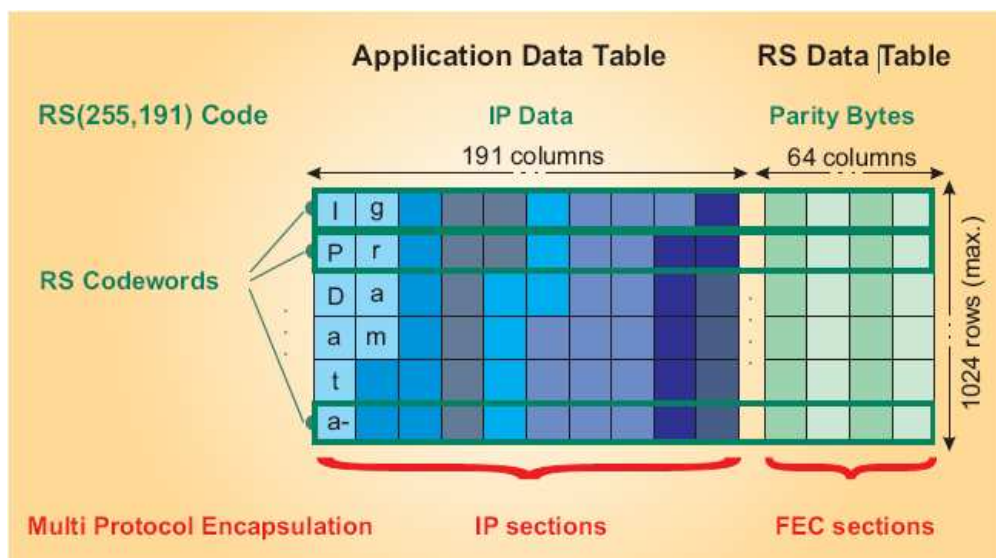 Application Data Table RS Data Table
RS(255,191) Code IP Data Parity Bytes
191 columns 64 columns
I g
P r
RS Codewords
D a
a m
t
a-
1024 rows (max.)
Multi Protocol Encapsulation IP sections FEC sections